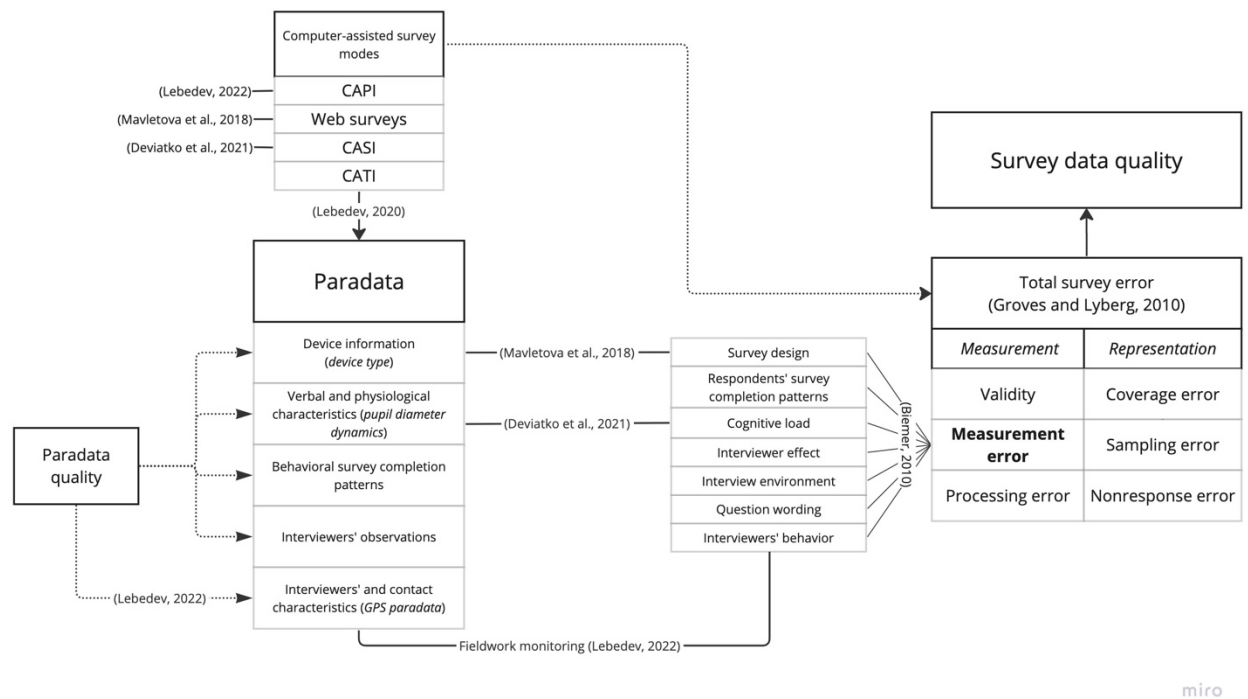 Computer-assisted survey
modes
(Lebedev, 2022)
CAPI
(Mavletova et al., 2018)
Web surveys
(Deviatko et al., 2021)
CASI
CATI
(Lebedev, 2020)
Paradata
Device information
(device type)
Verbal and physiological
characteristics (pupil diameter
dynamics)
Behavioral survey completion
patterns
Interviewers' observations
Interviewers' and contact
characteristics (GPS paradata)
Paradata
quality
(Lebedev, 2022)
(Mavletova et al., 2018)
(Deviatko et al., 2021)
Fieldwork monitoring (Lebedev, 2022)
Survey design
Respondents' survey
completion patterns
Cognitive load
Interviewer effect
Interview environment
Question wording
Interviewers' behavior
(Biemer, 2010)
Survey data quality
Total survey error
(Groves and Lyberg, 2010)
Measurement
Representation
Validity
Coverage error
Measurement
error
Sampling error
Processing error
Nonresponse error
miro